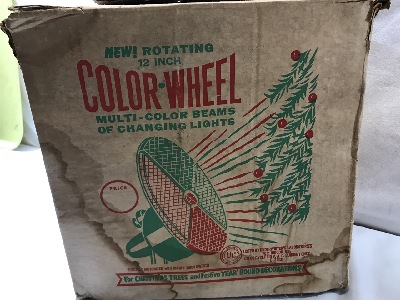 NEW! ROTATING
12 INCH
COLOR·WHEEL
MULTI-COLOR BEAMS
OF CHANGING LIGHTS
PRICE
for CHRISTMAS TREES and Festive YEAR 'ROUND DECORATIONS